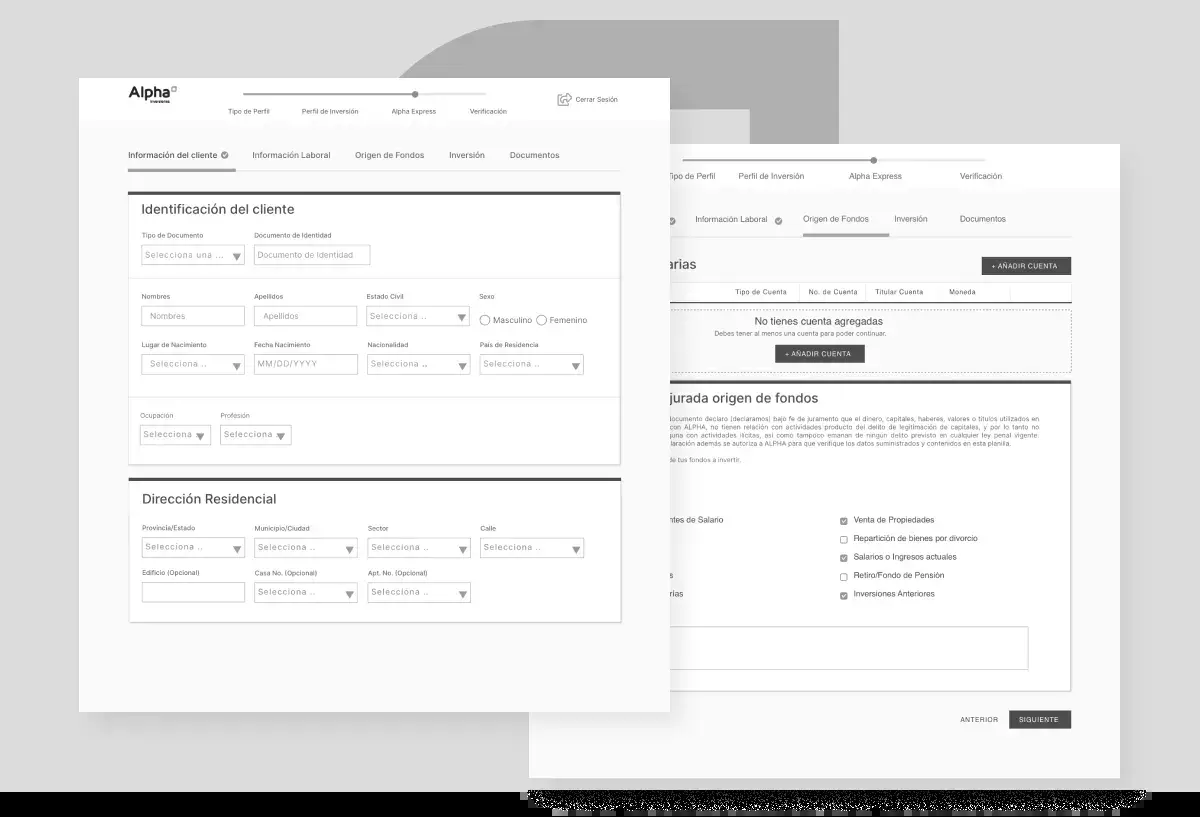 Alpha
Inversiones
Tipo de Perfil
Perfil de Inversión
Alpha Express
Verificación
Cerrar Sesión
Información del cliente
Información Laboral
Origen de Fondos
Inversión
Documentos
Identificación del cliente
Tipo de Documento
Documento de Identidad
Selecciona una ...
Documento de Identidad
Nombres
Apellidos
Estado Civil
Sexo
Nombres
Apellidos
Selecciona ..
Masculino
Femenino
Lugar de Nacimiento
Fecha Nacimiento
Nacionalidad
País de Residencia
Selecciona ..
MM/DD/YYYY
Selecciona ..
Selecciona ..
Ocupación
Profesión
Selecciona
Selecciona
Dirección Residencial
Provincia/Estado
Municipio/Ciudad
Sector
Calle
Selecciona ..
Selecciona ..
Selecciona ..
Selecciona ..
Edificio (Opcional)
Casa No. (Opcional)
Apt. No. (Opcional)
Selecciona ..
Selecciona ..
ipo de Perfil
Perfil de Inversión
Alpha Express
Verificación
Información Laboral
Origen de Fondos
Inversión
Documentos
arias
+ AÑADIR CUENTA
Tipo de Cuenta
No. de Cuenta
Titular Cuenta
Moneda
No tienes cuenta agregadas
Debes tener al menos una cuenta para poder continuar.
+ AÑADIR CUENTA
jurada origen de fondos
ocumento declaro (declaramos) bajo fe de juramento que el dinero, capitales, haberes, valores o títulos utilizados en
con ALPHA, no tienen relación con actividades producto del delito de legitimación de capitales, y por lo tanto no
una con actividades ilícitas, así como tampuco emanan de ningun delito previsto en cualquier ley penal vigente.
laración además se autoriza a ALPHA para que verifique los datos suministrados y contenidos en esta planilla.
de tus fondos a invertir:
ntes de Salario
Venta de Propiedades
Repartición de bienes por divorcio
Salarios o Ingresos actuales
s
Retiro/Fondo de Pensión
rias
Inversiones Anteriores
ANTERIOR
SIGUIENTE